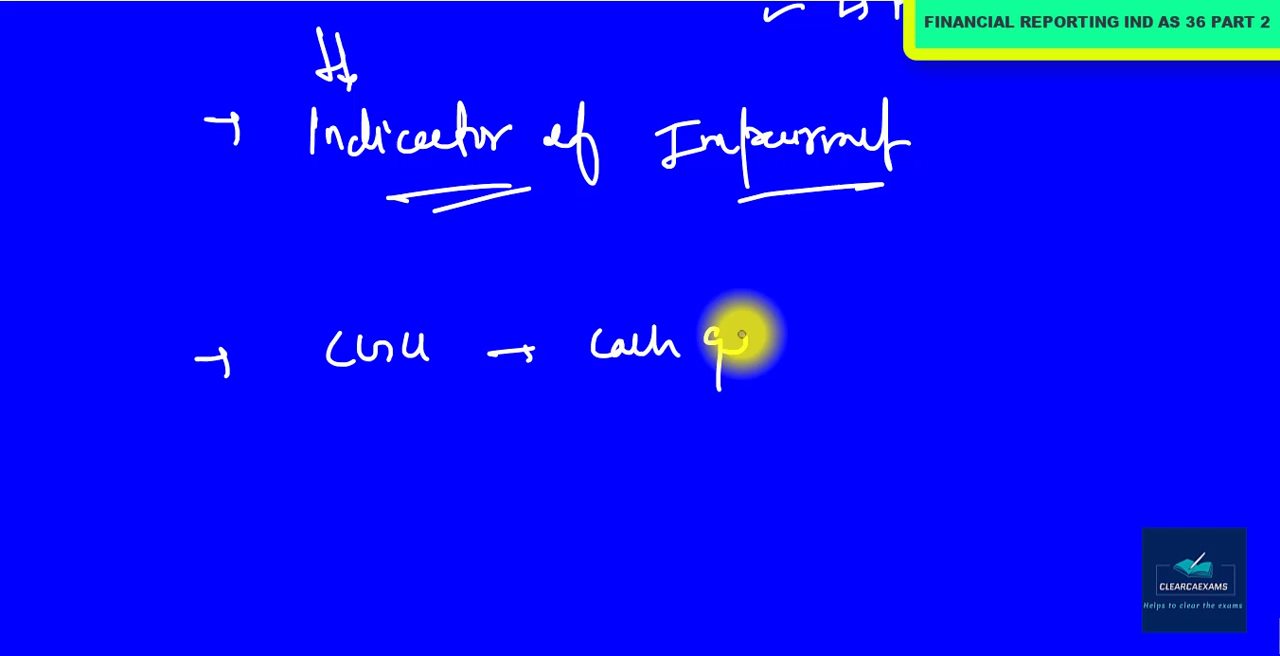 FINANCIAL REPORTING IND AS 36 PART 2
→ Indicator of Impairment
→ CGU → Cash g
CLEARCAEXAMS
Helps to clear the exams